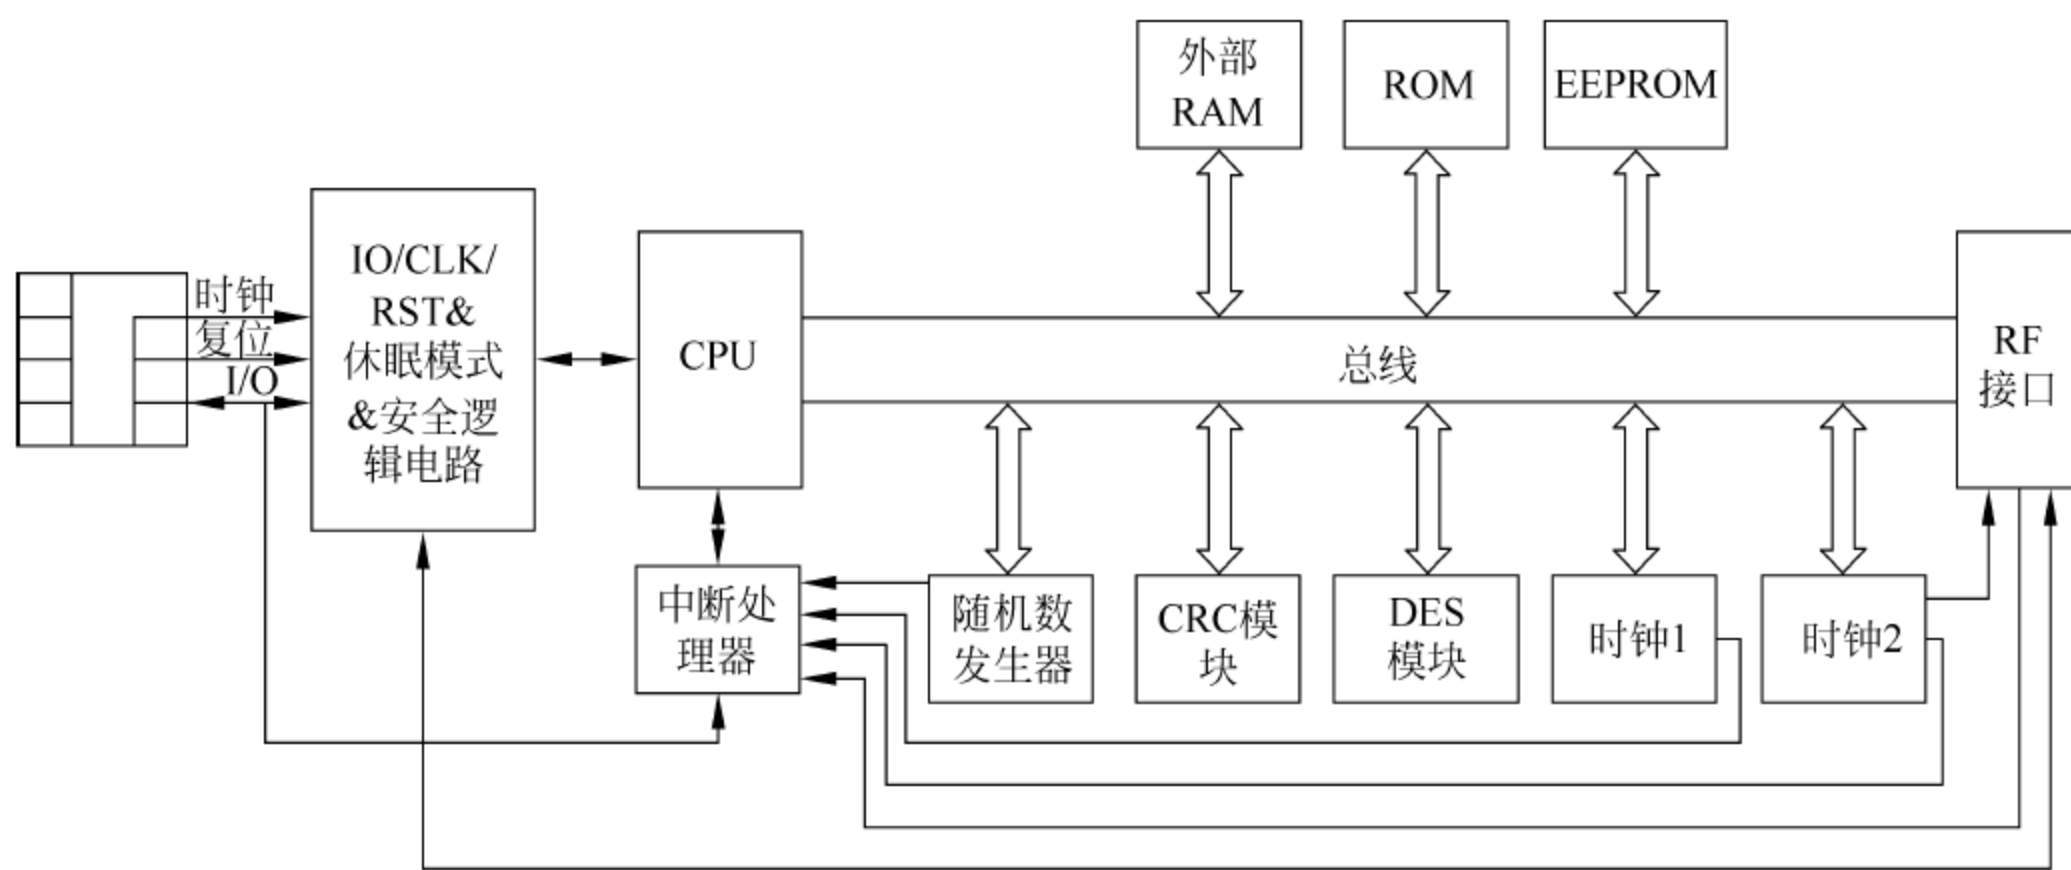 外部
RAM
ROM
EEPROM
时钟
复位
I/O
IO/CLK/
RST&
休眠模式
&安全逻
辑电路
CPU
总线
RF
接口
中断处
理器
随机数
发生器
CRC模
块
DES
模块
时钟1
时钟2